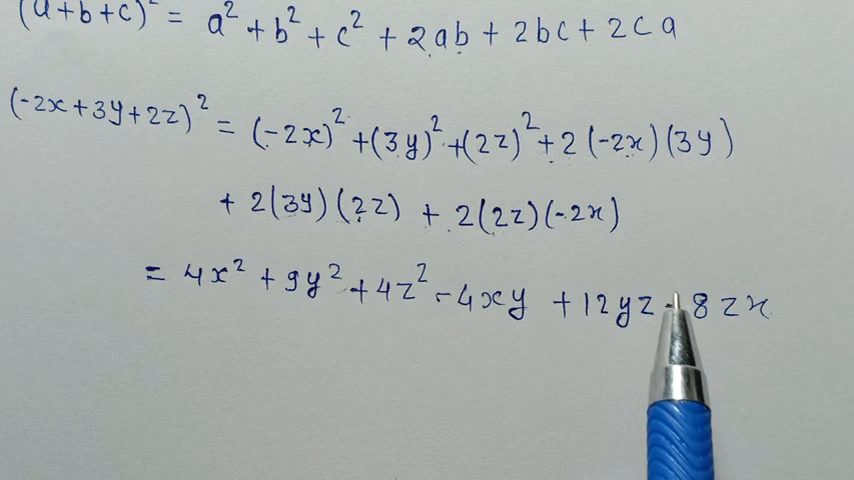 (a+b+c)² = a² + b² + c² + 2ab + 2bc + 2ca
(-2x+3y+2z)² = (-2x)² + (3y)² + (2z)² + 2(-2x)(3y)
+ 2(3y)(2z) + 2(2z)(-2x)
= 4x² + 9y² + 4z² - 4xy + 12yz - 8zx